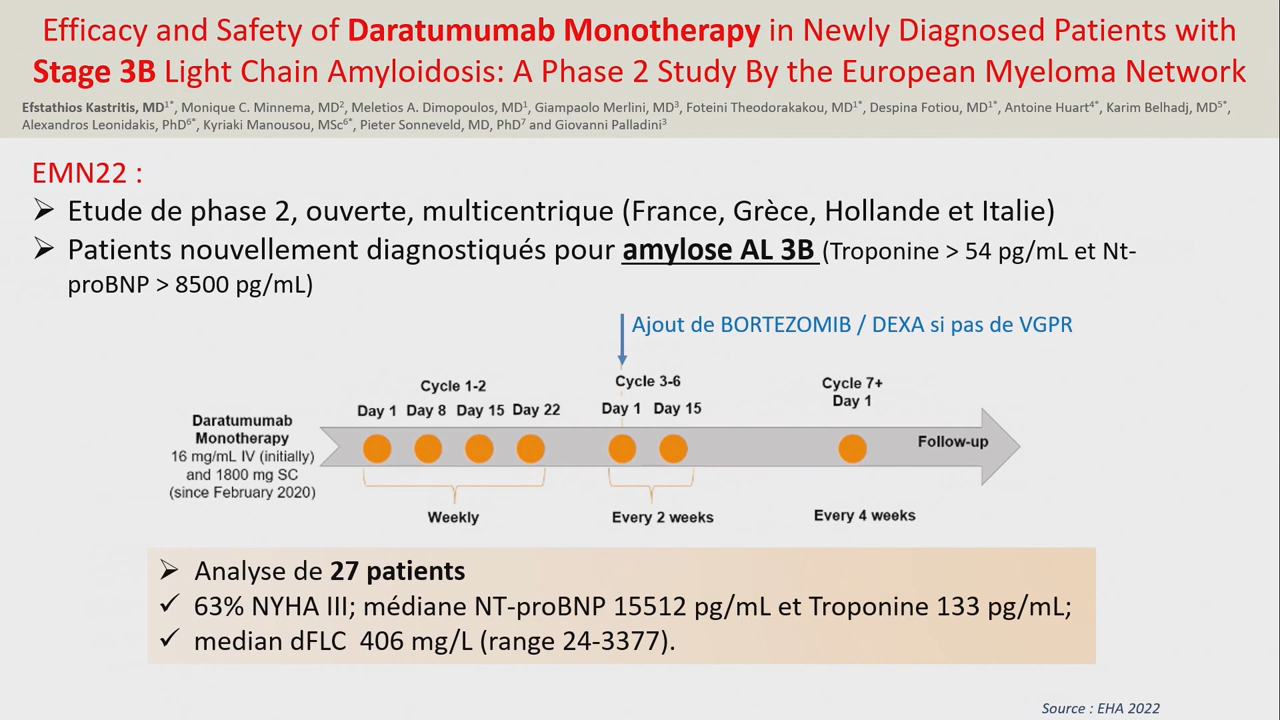 Efficacy and Safety of Daratumumab Monotherapy in Newly Diagnosed Patients with
Stage 3B Light Chain Amyloidosis: A Phase 2 Study By the European Myeloma Network
Efstathios Kastritis, MD1*, Monique C. Minnema, MD2, Meletios A. Dimopoulos, MD1, Giampaolo Merlini, MD3, Foteini Theodorakakou, MD1*, Despina Fotiou, MD1*, Antoine Huart4*, Karim Belhadj, MD5*,
Alexandros Leonidakis, PhD6*, Kyriaki Manousou, MSc6*, Pieter Sonneveld, MD, PhD7 and Giovanni Palladini3
EMN22 :
➢ Etude de phase 2, ouverte, multicentrique (France, Grèce, Hollande et Italie)
➢ Patients nouvellement diagnostiqués pour amylose AL 3B (Troponine > 54 pg/mL et Nt-
proBNP > 8500 pg/mL)
Ajout de BORTEZOMIB / DEXA si pas de VGPR
Cycle 1-2
Cycle 3-6
Cycle 7+
Day 1 Day 8 Day 15 Day 22
Day 1 Day 15
Day 1
Daratumumab
Monotherapy
16 mg/mL IV (initially)
and 1800 mg SC
(since February 2020)
Follow-up
Weekly
Every 2 weeks
Every 4 weeks
➢ Analyse de 27 patients
✓ 63% NYHA III; médiane NT-proBNP 15512 pg/mL et Troponine 133 pg/mL;
✓ median dFLC 406 mg/L (range 24-3377).
Source : EHA 2022